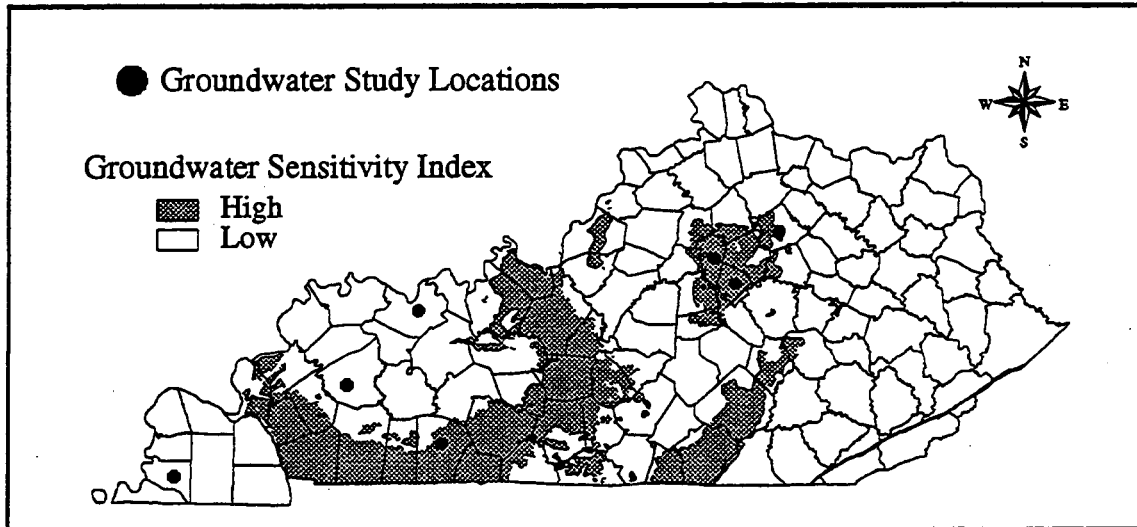 Groundwater Study Locations
Groundwater Sensitivity Index
High
Low
N
W E
S